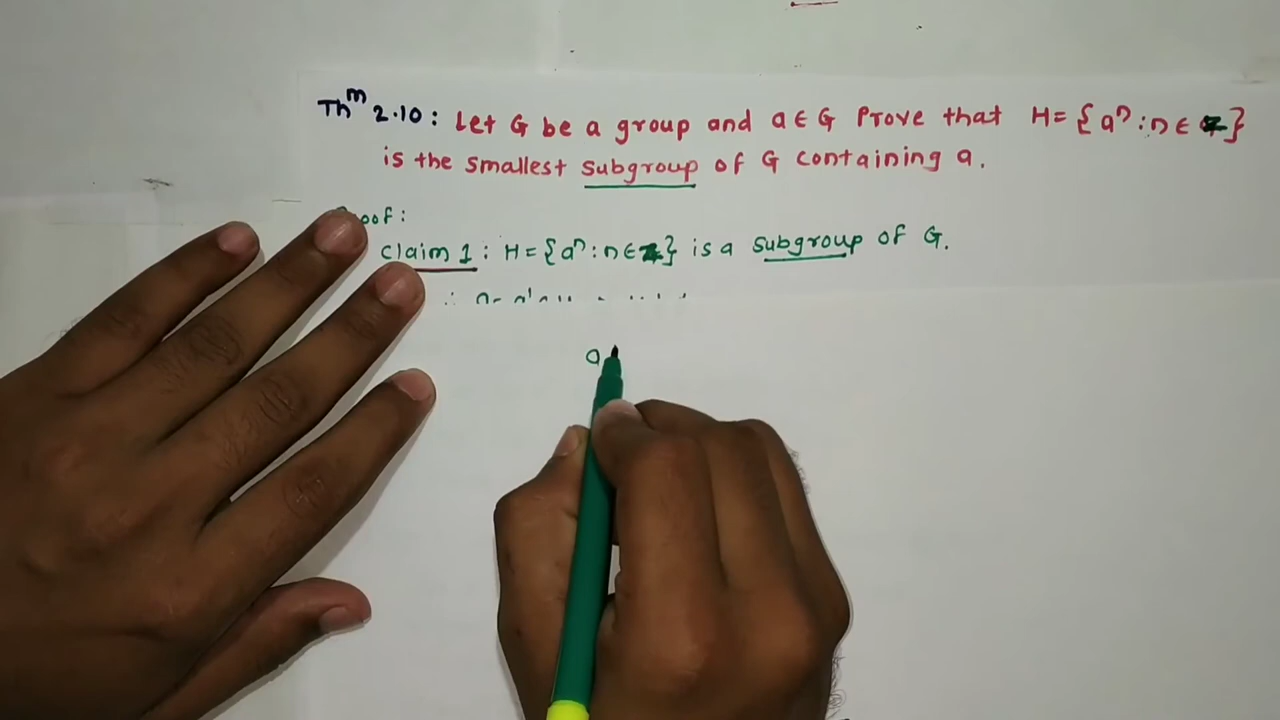 Thᵐ 2.10: Let G be a group and a ∈ G Prove that H = {aⁿ : n ∈ ℤ}
is the smallest subgroup of G containing a.
Proof:
Claim 1 : H = {aⁿ : n ∈ ℤ} is a subgroup of G.
a